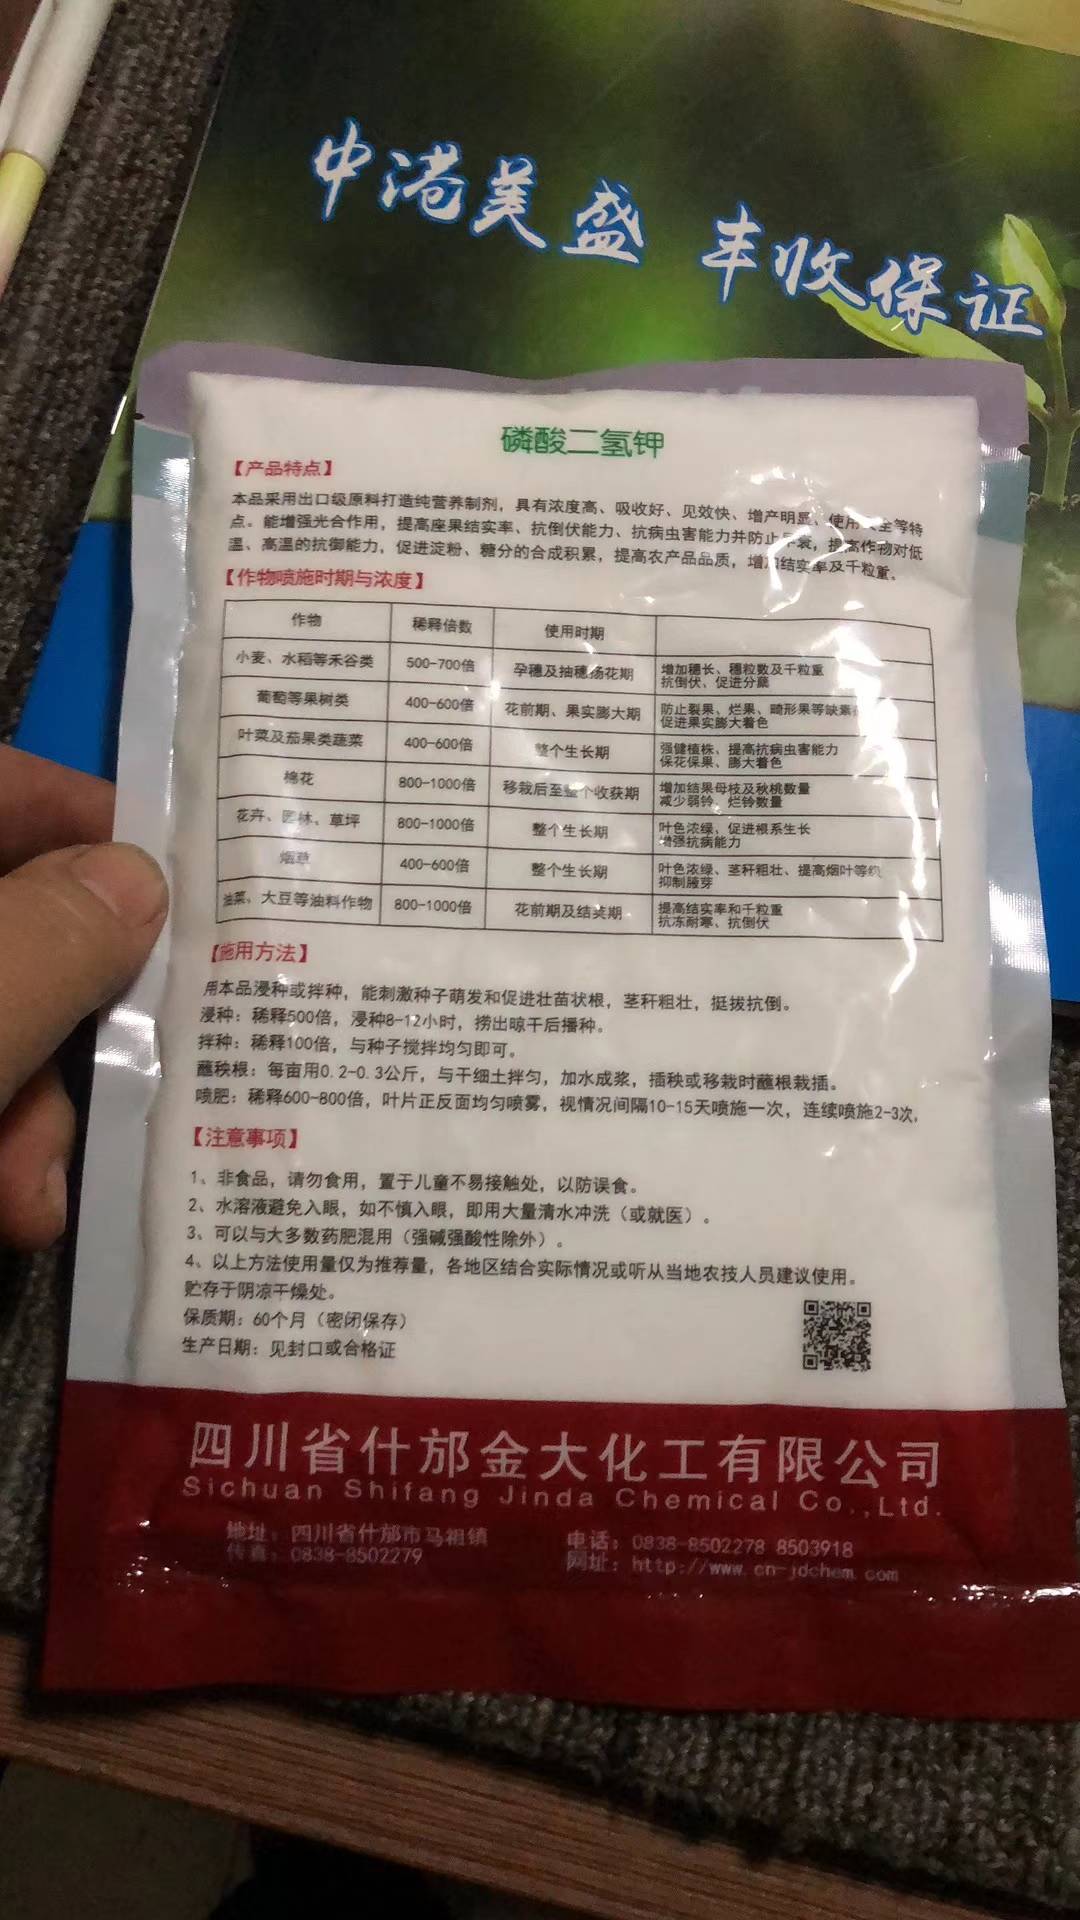 中港美盛 丰收保证
磷酸二氢钾
【产品特点】
本品采用出口级原料打造纯营养制剂，具有浓度高、吸收好、见效快、增产明显、使用 全等特
点。能增强光合作用，提高座果结实率、抗倒伏能力、抗病虫害能力并防止早衰，提高作物对低
温、高温的抗御能力，促进淀粉、糖分的合成积累，提高农产品品质，增加结实率及千粒重。
【作物喷施时期与浓度】
作物 稀释倍数 使用时期
小麦、水稻等禾谷类 500-700倍 孕穗及抽穗扬花期 增加穗长、穗粒数及千粒重
抗倒伏、促进分蘖
葡萄等果树类 400-600倍 花前期、果实膨大期 防止裂果、烂果、畸形果等缺素
促进果实膨大着色
叶菜及茄果类蔬菜 400-600倍 整个生长期 强健植株、提高抗病虫害能力
保花保果、膨大着色
棉花 800-1000倍 移栽后至整个收获期 增加结果母枝及秋桃数量
减少弱铃、烂铃数量
花卉、园林、草坪 800-1000倍 整个生长期 叶色浓绿、促进根系生长
增强抗病能力
烟草 400-600倍 整个生长期 叶色浓绿、茎秆粗壮、提高烟叶等级
抑制腋芽
油菜、大豆等油料作物 800-1000倍 花前期及结荚期 提高结实率和千粒重
抗冻耐寒、抗倒伏
【施用方法】
用本品浸种或拌种，能刺激种子萌发和促进壮苗状根，茎秆粗壮，挺拔抗倒。
浸种：稀释500倍，浸种8-12小时，捞出晾干后播种。
拌种：稀释100倍，与种子搅拌均匀即可。
蘸秧根：每亩用0.2-0.3公斤，与干细土拌匀，加水成浆，插秧或移栽时蘸根栽插。
喷肥：稀释600-800倍，叶片正反面均匀喷雾，视情况间隔10-15天喷施一次，连续喷施2-3次，
【注意事项】
1、非食品，请勿食用，置于儿童不易接触处，以防误食。
2、水溶液避免入眼，如不慎入眼，即用大量清水冲洗（或就医）。
3、可以与大多数药肥混用（强碱强酸性除外）。
4、以上方法使用量仅为推荐量，各地区结合实际情况或听从当地农技人员建议使用。
贮存于阴凉干燥处。
保质期：60个月（密闭保存）
生产日期：见封口或合格证
四川省什邡金大化工有限公司
Sichuan Shifang Jinda Chemical Co.,Ltd.
地址：四川省什邡市马祖镇 电话：0838-8502278 8503918
传真：0838-8502279 网址：http://www.cn-jdchem.com